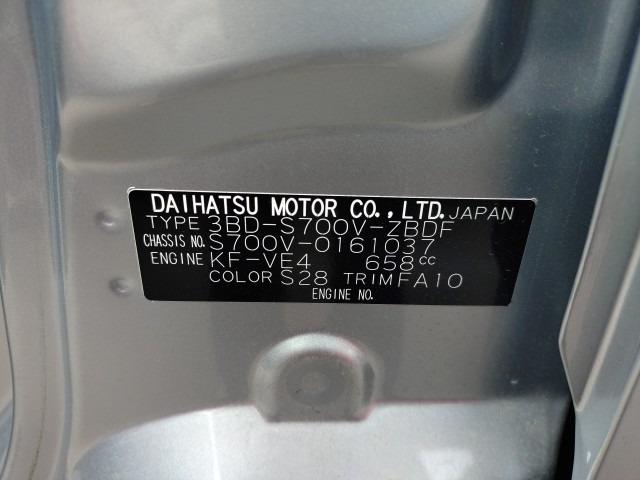 DAIHATSU MOTOR CO.,LTD. JAPAN
TYPE 3BD-S700V-ZBDF
CHASSIS NO. S700V-0161037
ENGINE KF-VE4 658cc
COLOR S28 TRIM FA10
ENGINE NO.